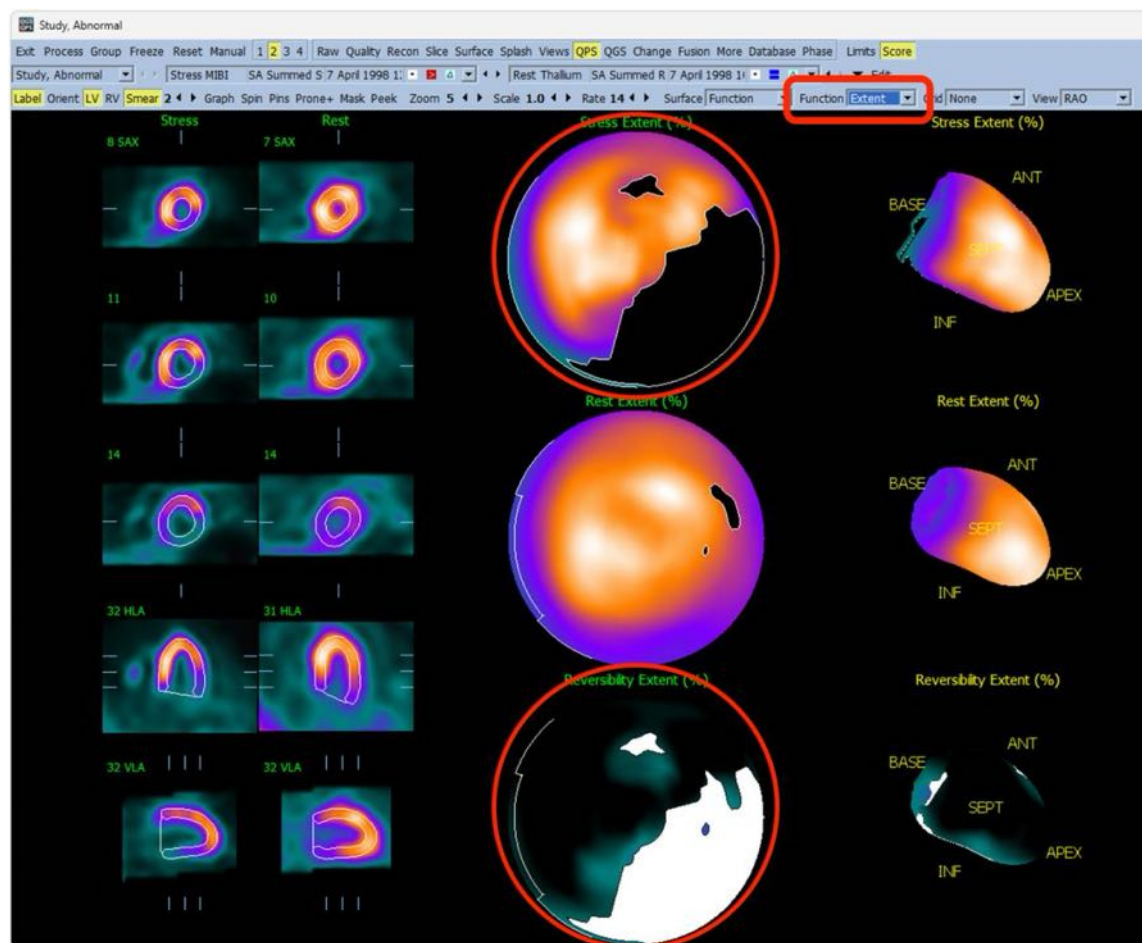 Study, Abnormal
Exit Process Group Freeze Reset Manual 1 2 3 4 Raw Quality Recon Slice Surface Splash Views QPS QGS Change Fusion More Database Phase Limits Score
Study, Abnormal Stress MIBI SA Summed S 7 April 1998 1 Rest Thallium SA Summed R 7 April 1998 1 Edit
Label Orient LV RV Smear 2 Graph Spin Pins Prone+ Mask Peek Zoom 5 Scale 1.0 Rate 14 Surface Function Function Extent Grid None View RAO
Stress Rest Stress Extent (%) Stress Extent (%)
8 SAX 7 SAX
ANT
BASE
SEPT
APEX
INF
11 10
Rest Extent (%) Rest Extent (%)
14 14
ANT
BASE
SEPT
APEX
INF
32 HLA 31 HLA
Reversibility Extent (%) Reversibility Extent (%)
ANT
BASE
32 VLA 32 VLA
SEPT
APEX
INF